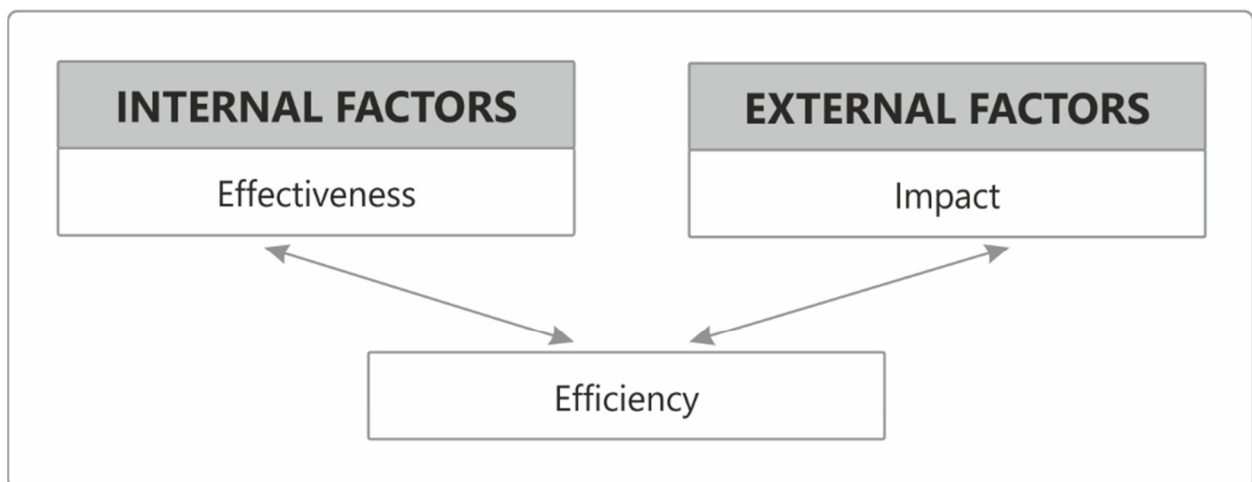 INTERNAL FACTORS
Effectiveness
EXTERNAL FACTORS
Impact
Efficiency